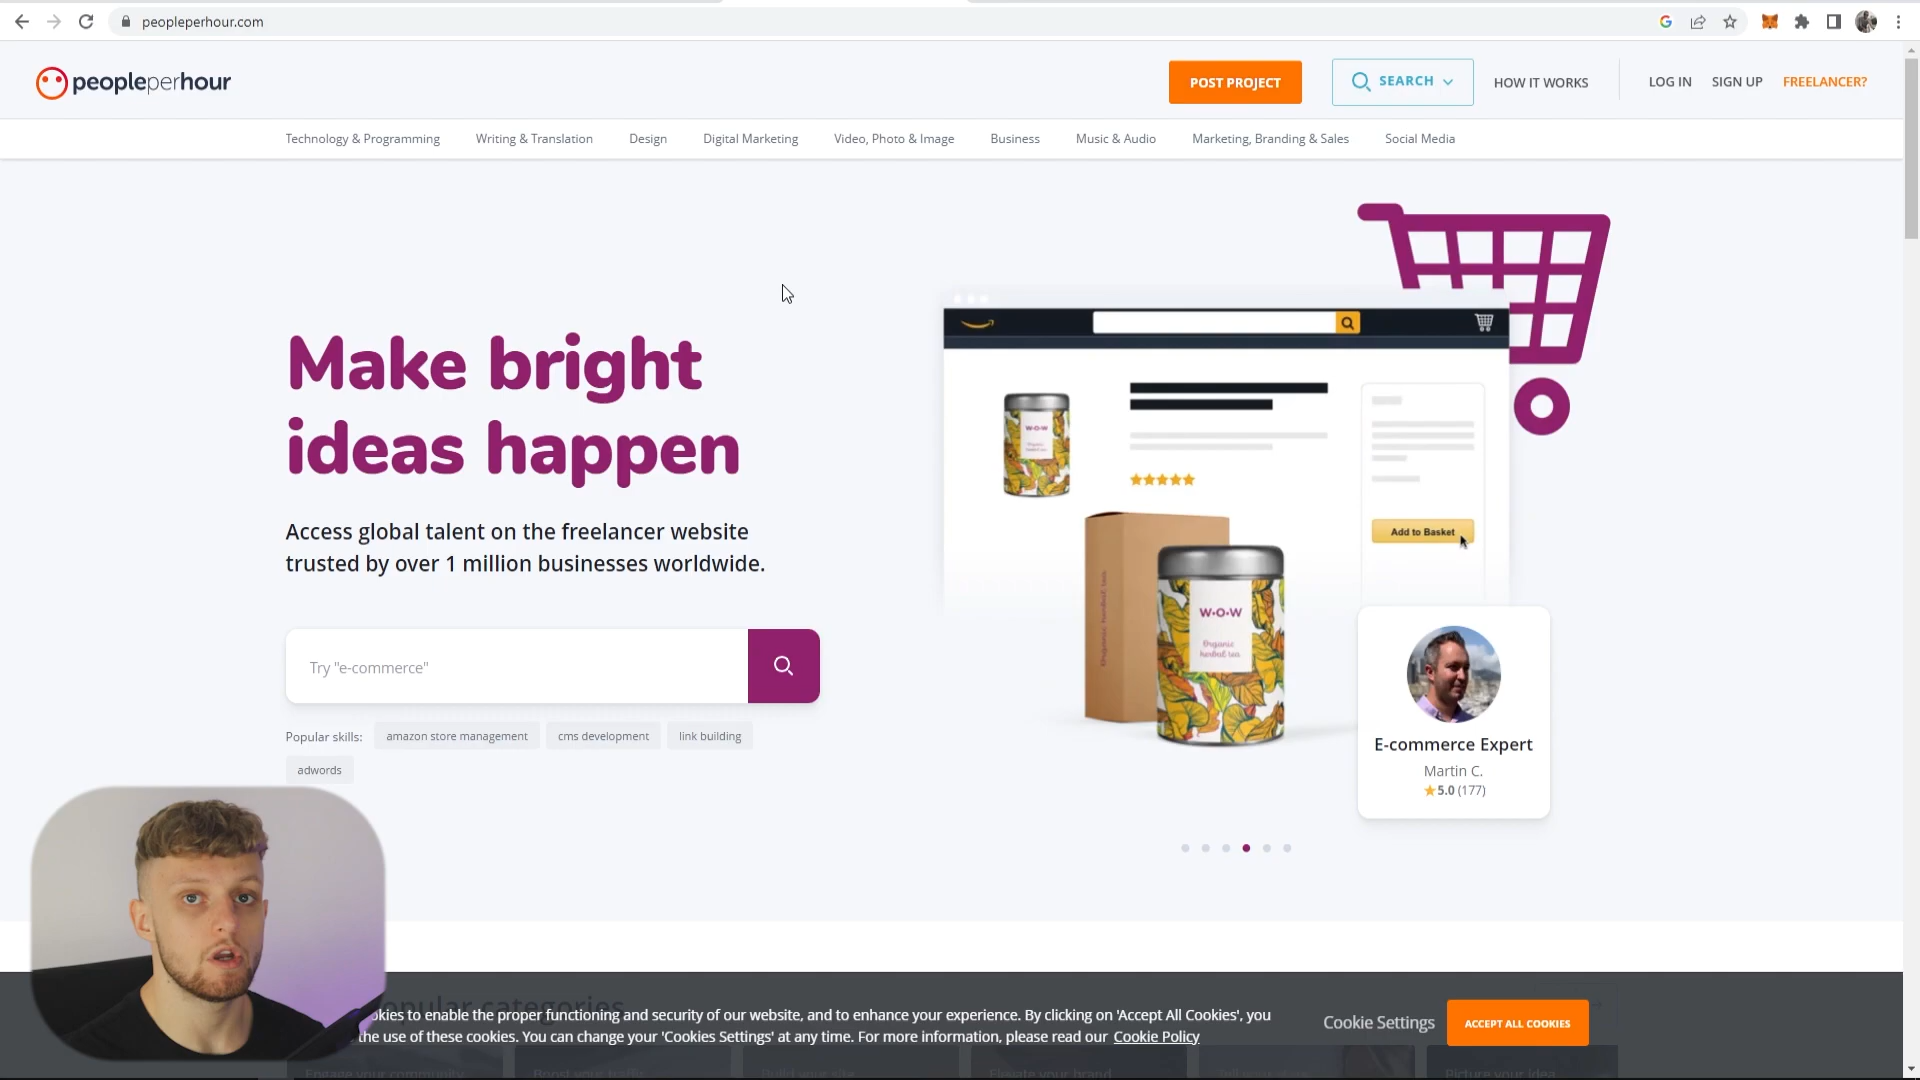 peopleperhour.com
peopleperhour
POST PROJECT
SEARCH
HOW IT WORKS
LOG IN
SIGN UP
FREELANCER?
Technology & Programming
Writing & Translation
Design
Digital Marketing
Video, Photo & Image
Business
Music & Audio
Marketing, Branding & Sales
Social Media
Make bright
ideas happen
Access global talent on the freelancer website
trusted by over 1 million businesses worldwide.
Try "e-commerce"
Popular skills:
amazon store management
cms development
link building
adwords
W·O·W
Add to Basket
Organic herbal tea
W·O·W
Organic
herbal tea
E-commerce Expert
Martin C.
5.0 (177)
opular categories
okies to enable the proper functioning and security of our website, and to enhance your experience. By clicking on 'Accept All Cookies', you
the use of these cookies. You can change your 'Cookies Settings' at any time. For more information, please read our Cookie Policy
Cookie Settings
ACCEPT ALL COOKIES
Engage your community
Boost your traffic
Build your site
Elevate your brand
Tell your story
Picture your idea